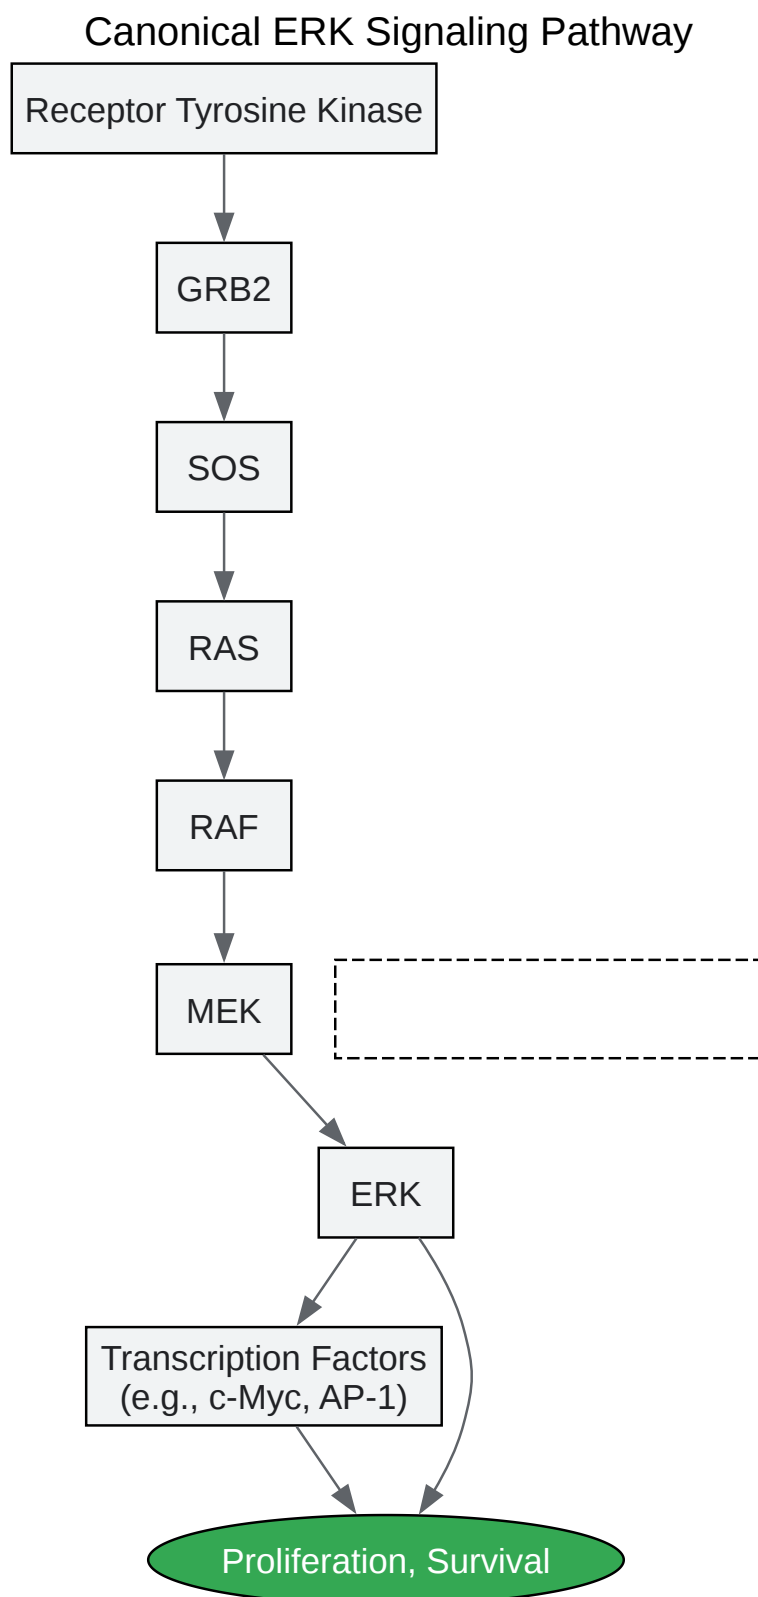 Canonical ERK Signaling Pathway
Receptor Tyrosine Kinase
GRB2
SOS
RAS
RAF
MEK
ERK
Transcription Factors
(e.g., c-Myc, AP-1)
Proliferation, Survival